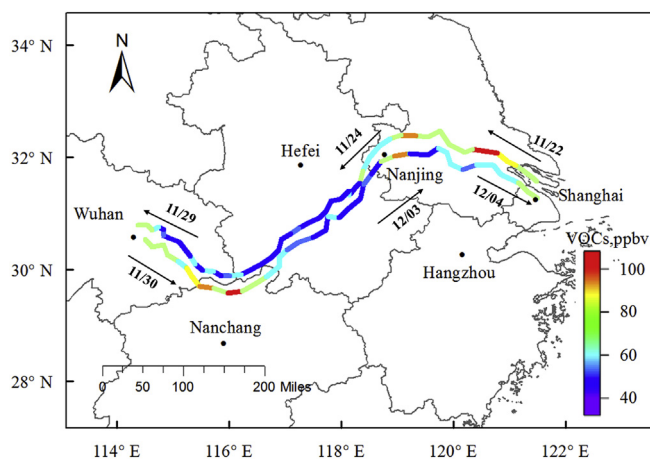 34° N
32° N
30° N
28° N
N
11/24
11/22
Hefei
Nanjing
Shanghai
12/04
12/03
Wuhan
11/29
11/30
Hangzhou
Nanchang
VOCs,ppbv
100
80
60
40
0 50 100 200 Miles
114° E 116° E 118° E 120° E 122° E